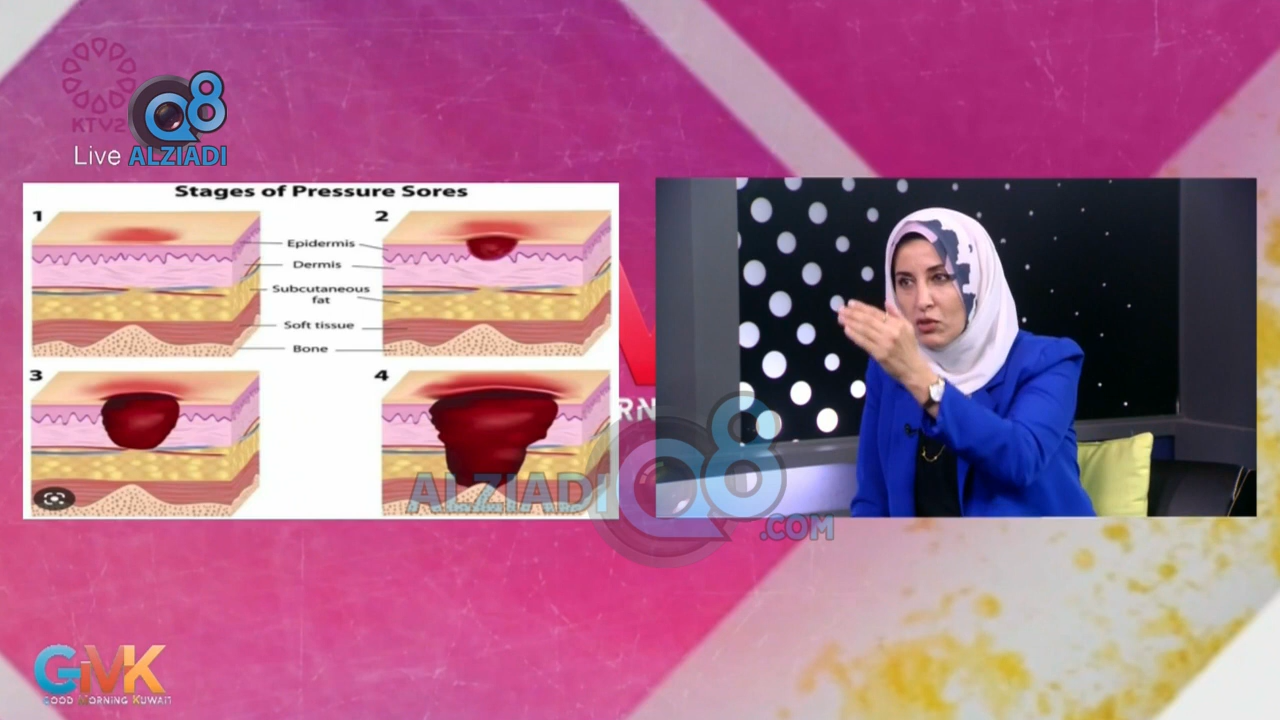 KTV2
Q8
Live ALZIADI
Stages of Pressure Sores
1
2
Epidermis
Dermis
Subcutaneous
fat
Soft tissue
Bone
3
4
RN
ALZIADI Q8
.COM
GMK
GOOD MORNING KUWAIT